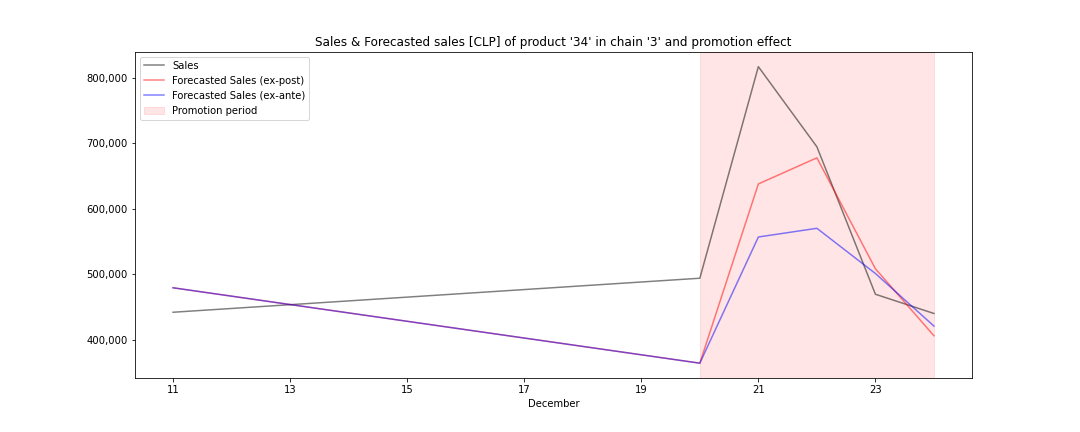 Sales & Forecasted sales [CLP] of product '34' in chain '3' and promotion effect
Sales
Forecasted Sales (ex-post)
Forecasted Sales (ex-ante)
Promotion period
800,000
700,000
600,000
500,000
400,000
11 13 15 17 19 21 23
December